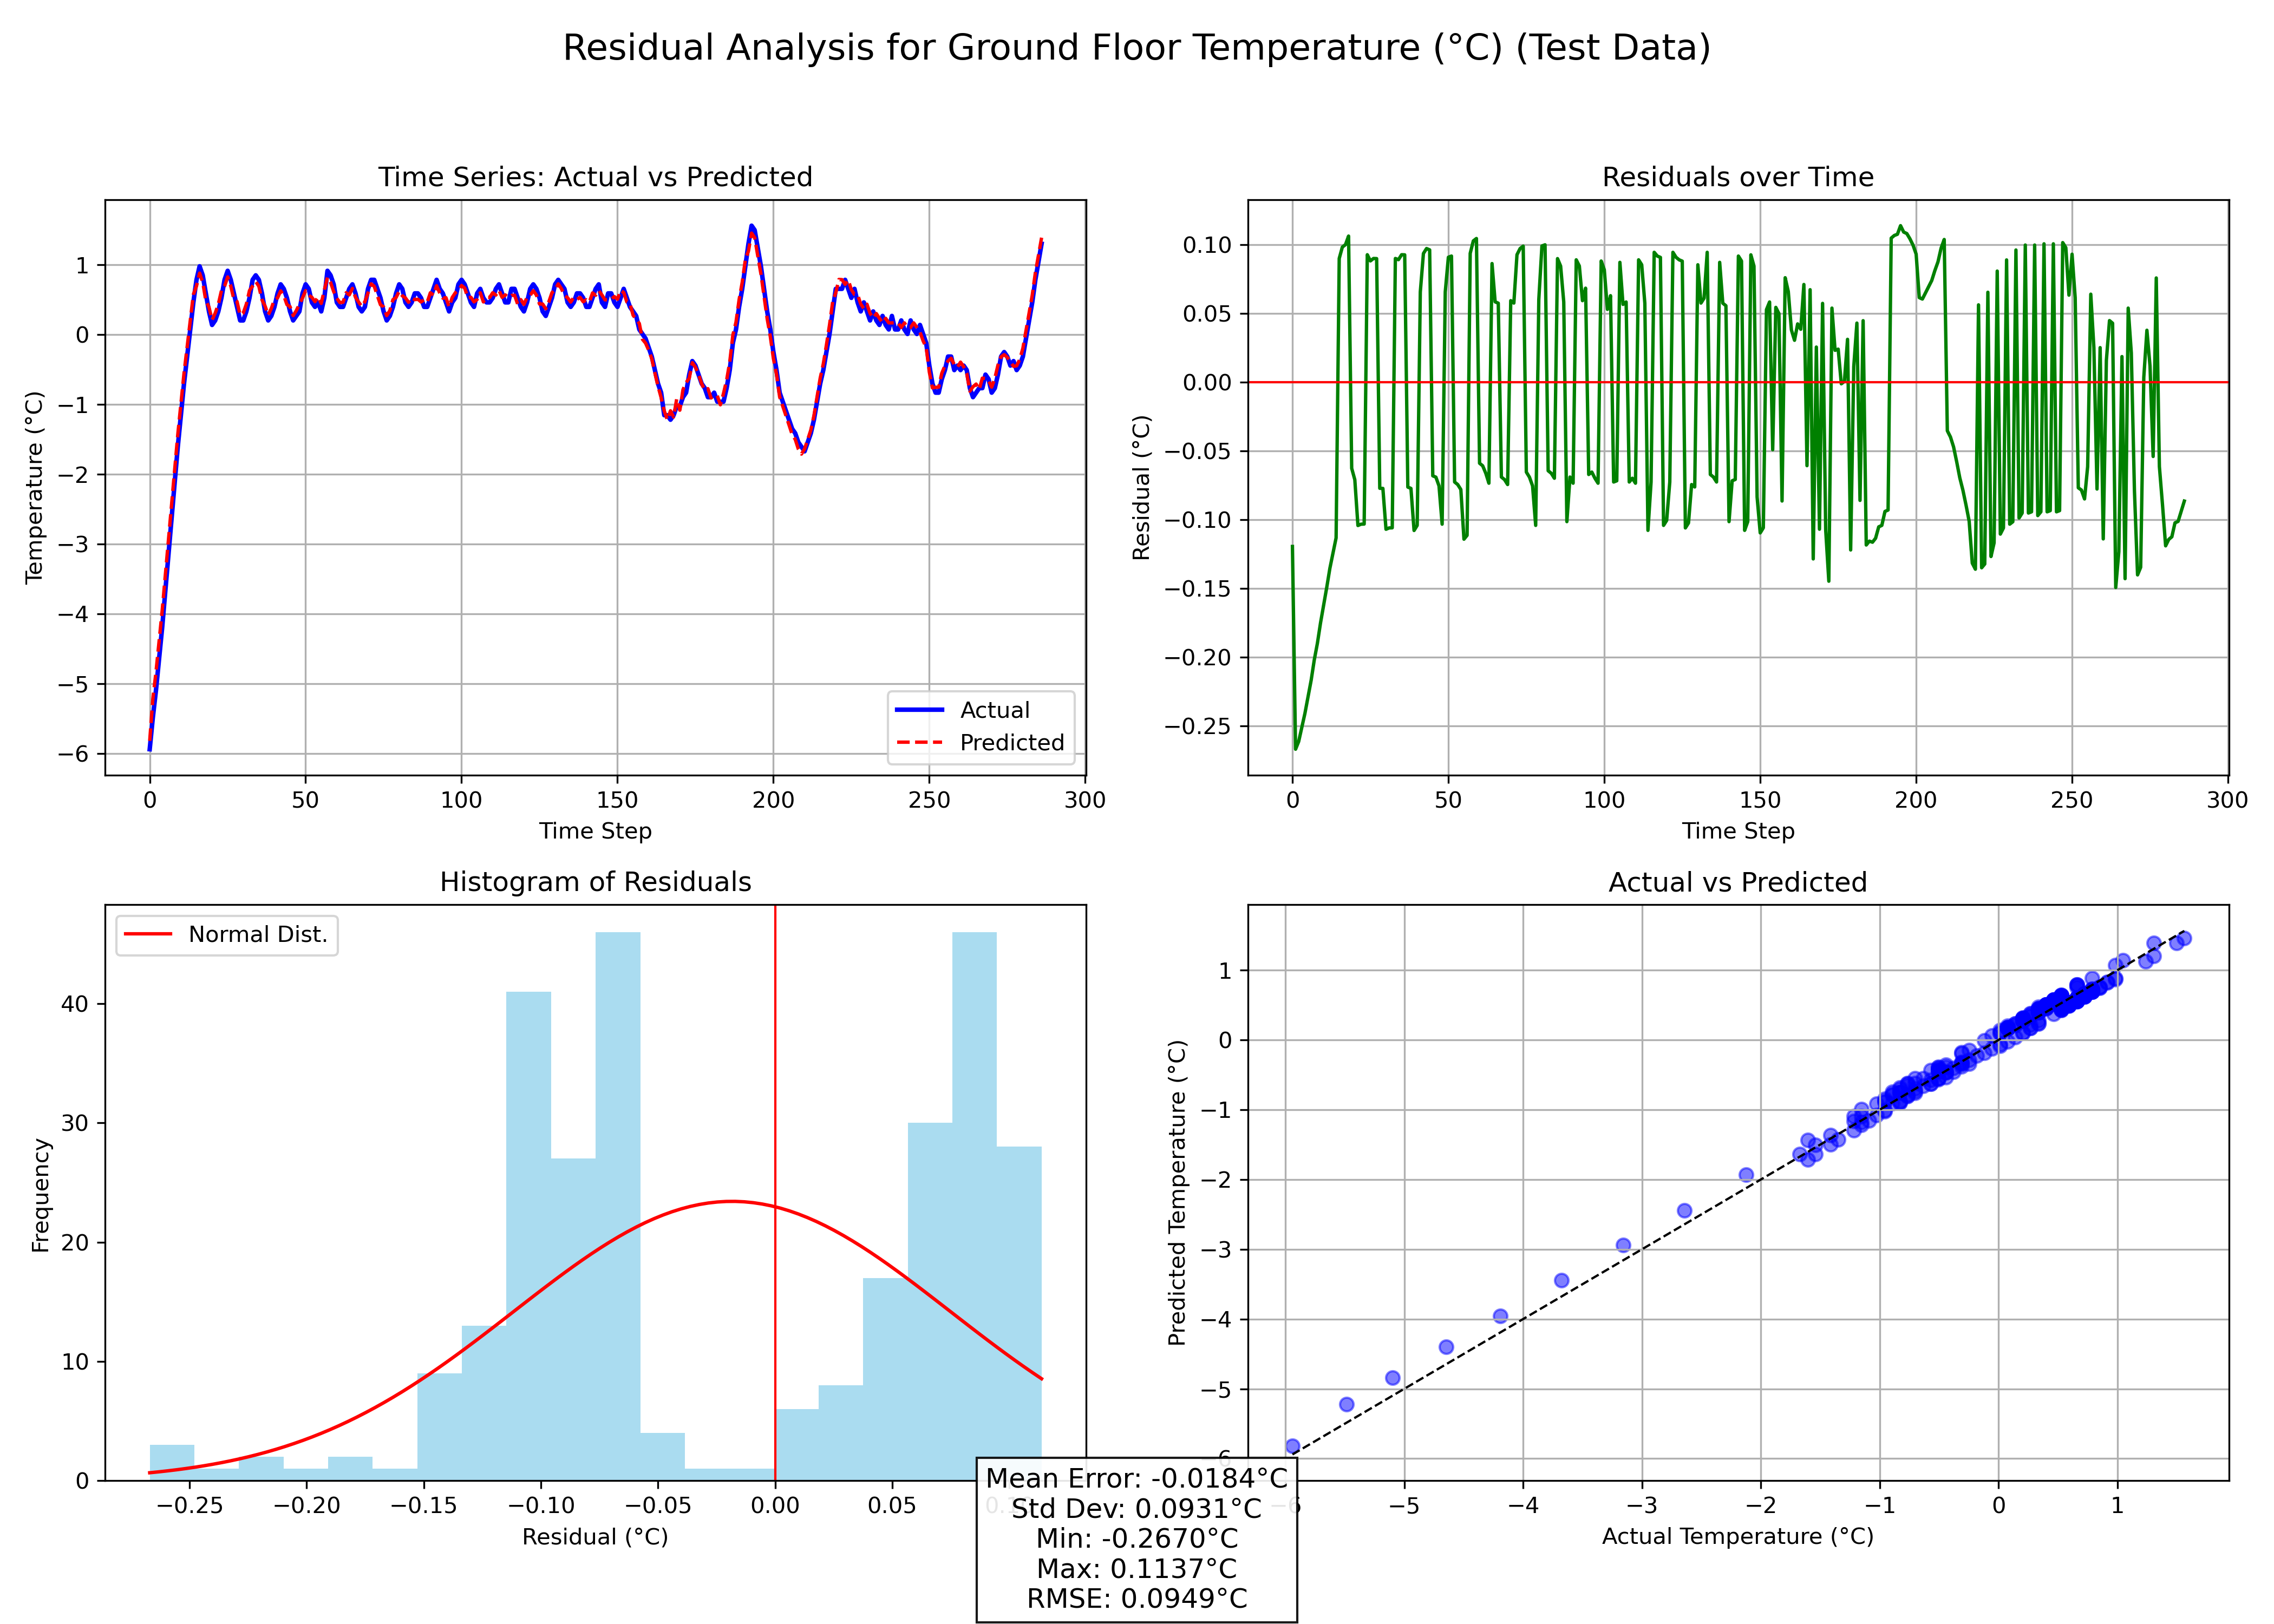 Residual Analysis for Ground Floor Temperature (°C) (Test Data)
Time Series: Actual vs Predicted
Temperature (°C)
1
0
−1
−2
−3
−4
−5
−6
Actual
Predicted
0 50 100 150 200 250 300
Time Step
Residuals over Time
Residual (°C)
0.10
0.05
0.00
−0.05
−0.10
−0.15
−0.20
−0.25
0 50 100 150 200 250 300
Time Step
Histogram of Residuals
Normal Dist.
Frequency
40
30
20
10
0
−0.25 −0.20 −0.15 −0.10 −0.05 0.00 0.05
Residual (°C)
Actual vs Predicted
Predicted Temperature (°C)
1
0
−1
−2
−3
−4
−5
−6 −5 −4 −3 −2 −1 0 1
Actual Temperature (°C)
Mean Error: -0.0184°C
Std Dev: 0.0931°C
Min: -0.2670°C
Max: 0.1137°C
RMSE: 0.0949°C